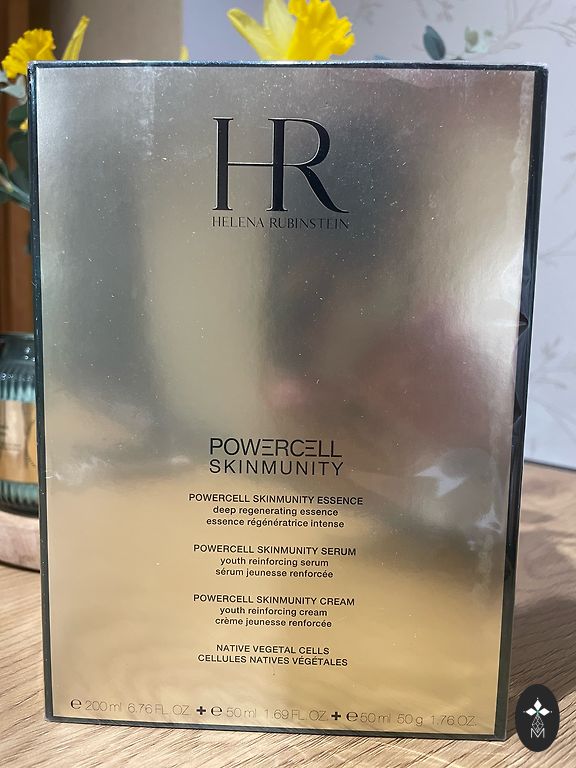 HR
HELENA RUBINSTEIN
POWERCELL
SKINMUNITY
POWERCELL SKINMUNITY ESSENCE
deep regenerating essence
essence régénératrice intense
POWERCELL SKINMUNITY SERUM
youth reinforcing serum
sérum jeunesse renforcée
POWERCELL SKINMUNITY CREAM
youth reinforcing cream
crème jeunesse renforcée
NATIVE VEGETAL CELLS
CELLULES NATIVES VÉGÉTALES
℮ 200 ml 6.76 FL. OZ. + ℮ 50 ml 1.69 FL. OZ. + ℮ 50 ml 50 g 1.76 OZ.
M